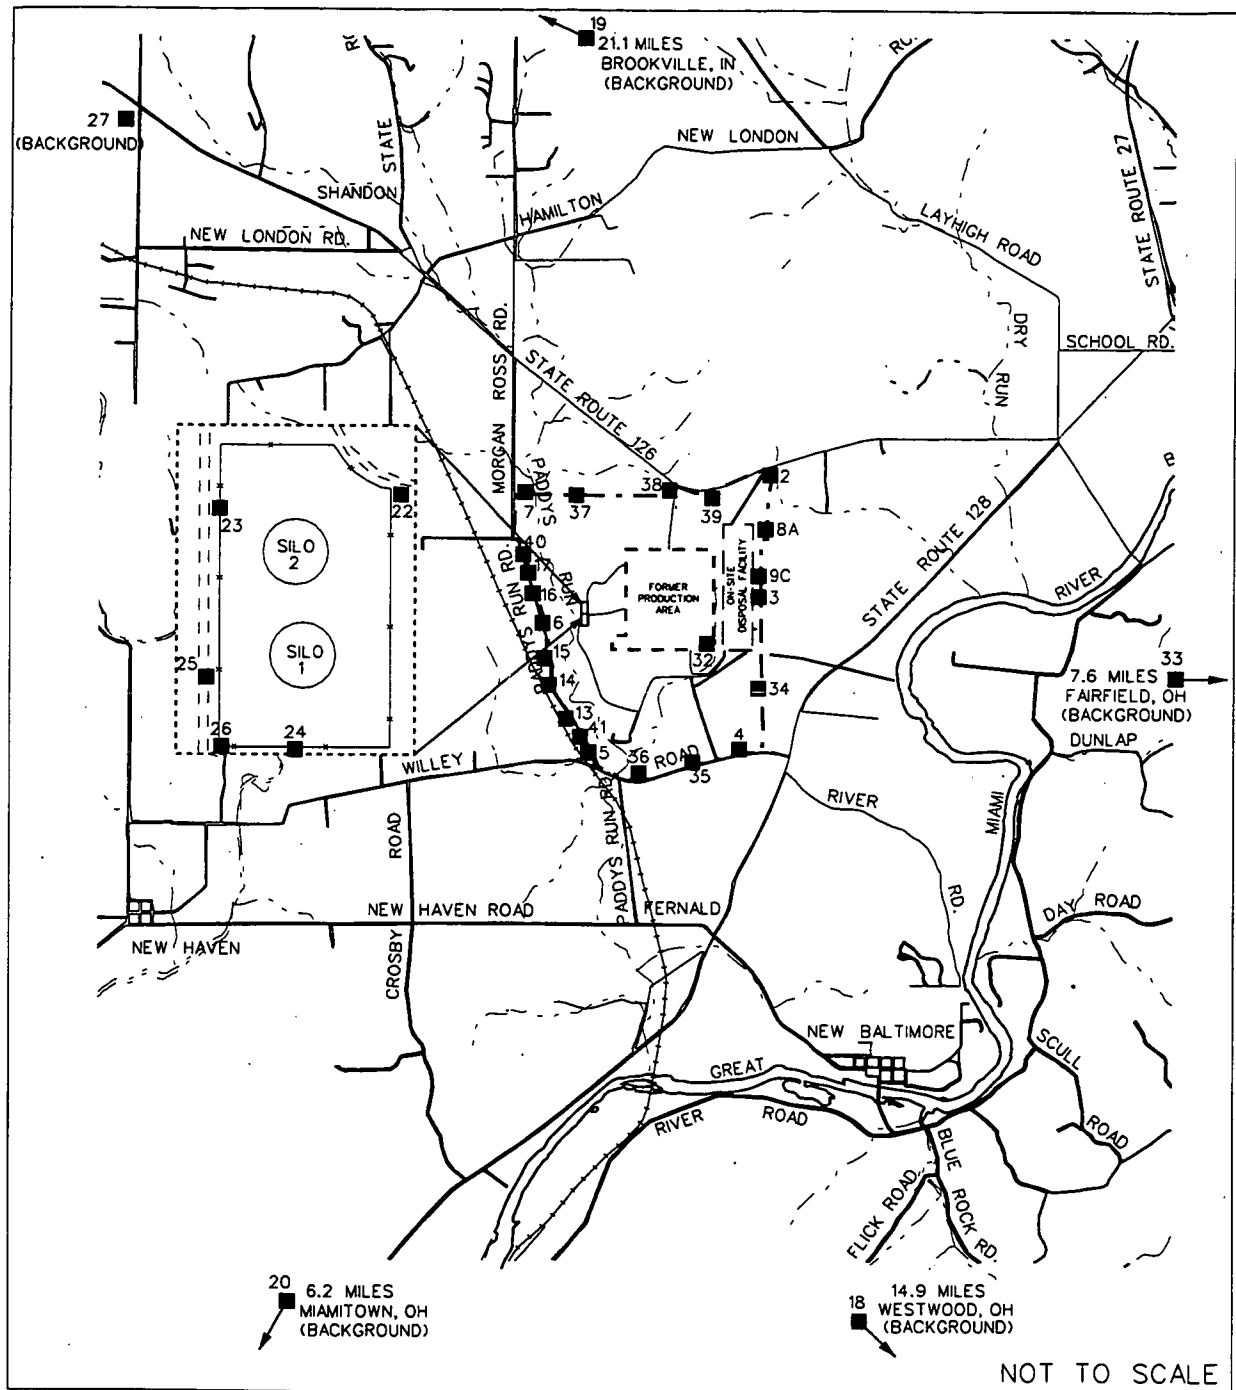 19
21.1 MILES
BROOKVILLE, IN
(BACKGROUND)
27
(BACKGROUND)
STATE
SHANDON
NEW LONDON RD.
HAMILTON
NEW LONDON
LAYHIGH ROAD
STATE ROUTE 27
DRY RUN
SCHOOL RD.
MORGAN ROSS RD.
STATE ROUTE 126
PADDYS
RUN
7
37
38
39
2
8A
9C
3
34
4
35
36
5
41
13
14
15
6
16
17
40
PADDYS RUN RD.
22
23
SILO
2
SILO
1
25
26
24
FORMER
PRODUCTION
AREA
32
ON-SITE
DISPOSAL FACILITY
STATE ROUTE 128
RIVER
MIAMI
33
7.6 MILES
FAIRFIELD, OH
(BACKGROUND)
DUNLAP
WILLEY
ROAD
PADDYS RUN RD.
RIVER
RD.
CROSBY
ROAD
NEW HAVEN ROAD
FERNALD
NEW HAVEN
DAY ROAD
NEW BALTIMORE
SCULL
ROAD
GREAT
RIVER
ROAD
BLUE ROCK RD.
FLICK ROAD
20
6.2 MILES
MIAMITOWN, OH
(BACKGROUND)
18
14.9 MILES
WESTWOOD, OH
(BACKGROUND)
NOT TO SCALE